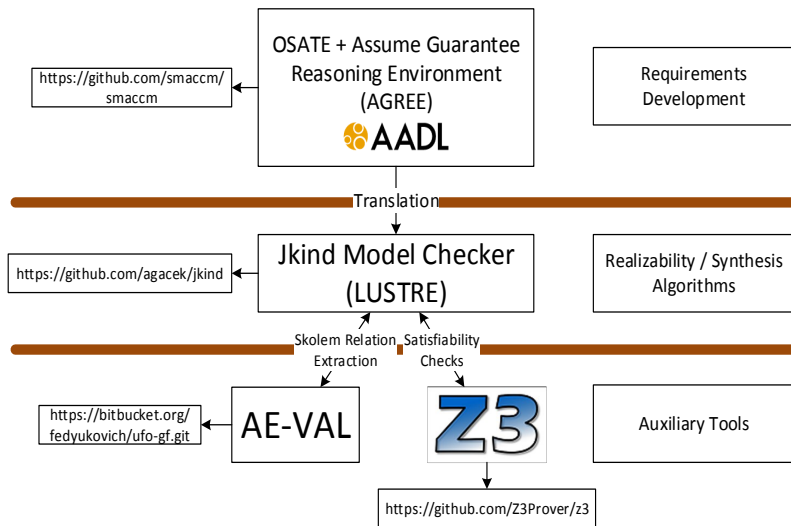 OSATE + Assume Guarantee
Reasoning Environment
(AGREE)
AADL
https://github.com/smaccm/
smaccm
Requirements
Development
Translation
Jkind Model Checker
(LUSTRE)
https://github.com/agacek/jkind
Realizability / Synthesis
Algorithms
Skolem Relation
Extraction
Satisfiability
Checks
https://bitbucket.org/
fedyukovich/ufo-gf.git
AE-VAL
Z3
Auxiliary Tools
https://github.com/Z3Prover/z3